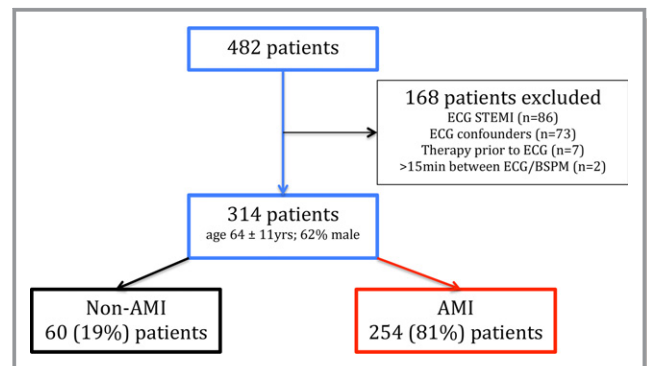 482 patients
168 patients excluded
ECG STEMI (n=86)
ECG confounders (n=73)
Therapy prior to ECG (n=7)
>15min between ECG/BSPM (n=2)
314 patients
age 64 ± 11yrs; 62% male
Non-AMI
60 (19%) patients
AMI
254 (81%) patients